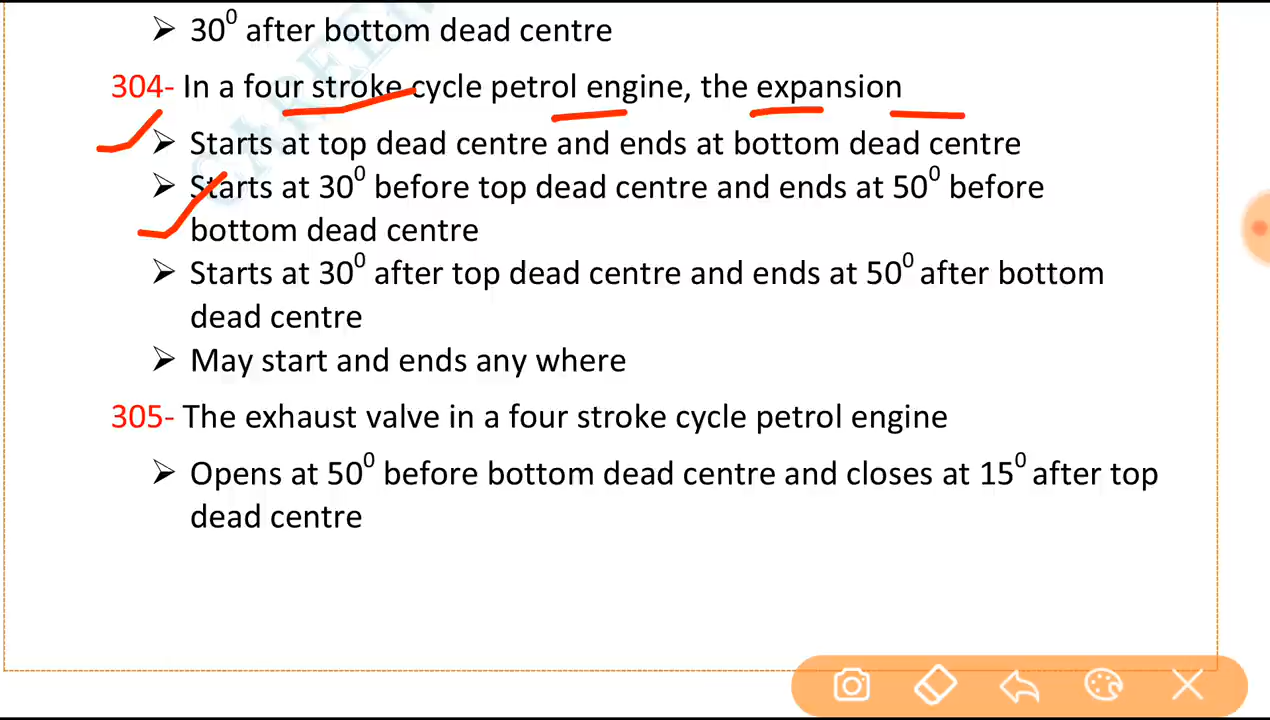 ➢ 30⁰ after bottom dead centre
304- In a four stroke cycle petrol engine, the expansion
➢ Starts at top dead centre and ends at bottom dead centre
➢ Starts at 30⁰ before top dead centre and ends at 50⁰ before
bottom dead centre
➢ Starts at 30⁰ after top dead centre and ends at 50⁰ after bottom
dead centre
➢ May start and ends any where
305- The exhaust valve in a four stroke cycle petrol engine
➢ Opens at 50⁰ before bottom dead centre and closes at 15⁰ after top
dead centre